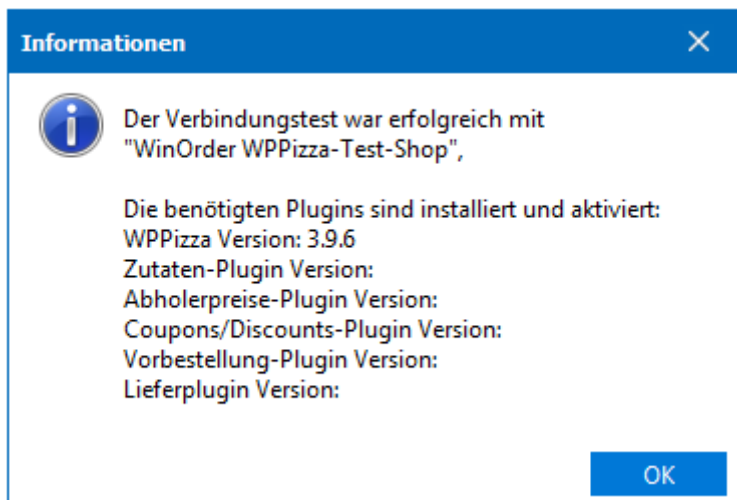 Informationen
Der Verbindungstest war erfolgreich mit
"WinOrder WPPizza-Test-Shop",
Die benötigten Plugins sind installiert und aktiviert:
WPPizza Version: 3.9.6
Zutaten-Plugin Version:
Abholerpreise-Plugin Version:
Coupons/Discounts-Plugin Version:
Vorbestellung-Plugin Version:
Lieferplugin Version:
OK